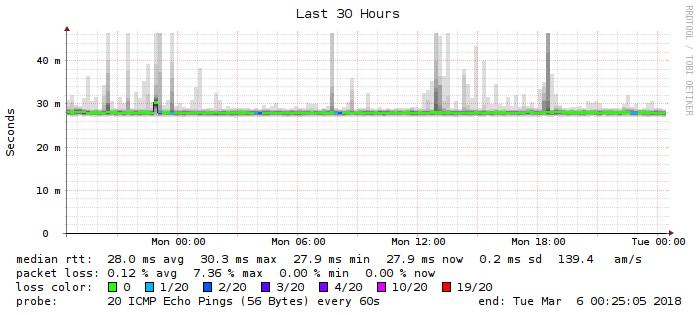 Last 30 Hours
RRDTOOL / TOBI OETIKER
Seconds
40 m
30 m
20 m
10 m
0
Mon 00:00 Mon 06:00 Mon 12:00 Mon 18:00 Tue 00:00
median rtt: 28.0 ms avg 30.3 ms max 27.9 ms min 27.9 ms now 0.2 ms sd 139.4 am/s
packet loss: 0.12 % avg 7.36 % max 0.00 % min 0.00 % now
loss color: 0 1/20 2/20 3/20 4/20 10/20 19/20
probe: 20 ICMP Echo Pings (56 Bytes) every 60s end: Tue Mar 6 00:25:05 2018